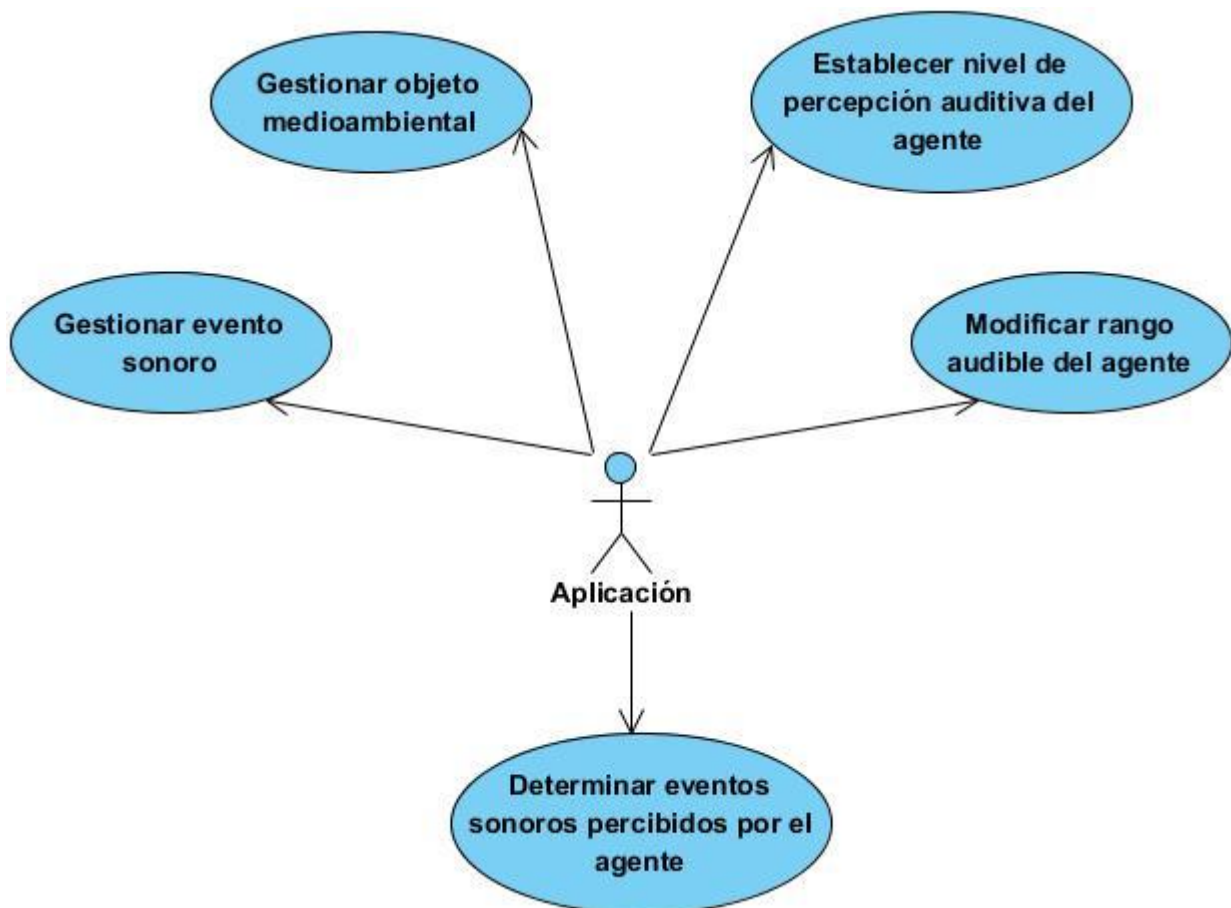 Gestionar objeto
medioambiental
Establecer nivel de
percepción auditiva del
agente
Gestionar evento
sonoro
Modificar rango
audible del agente
Aplicación
Determinar eventos
sonoros percibidos por el
agente